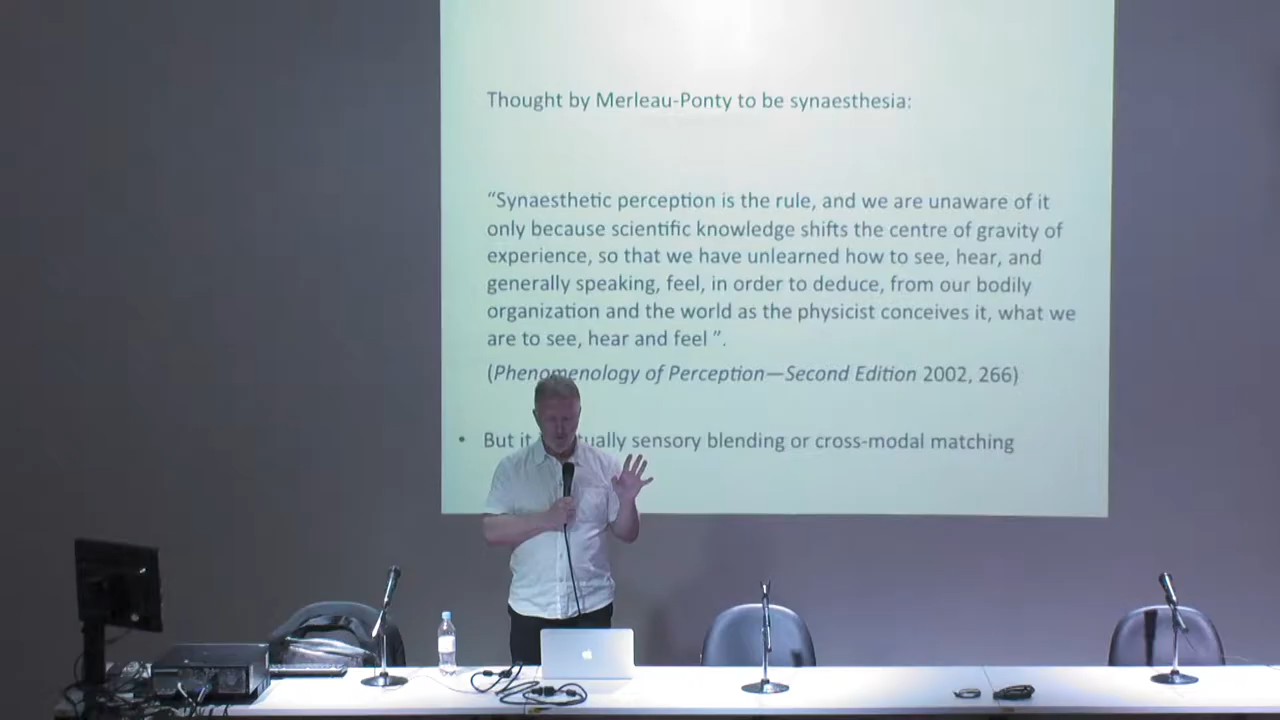 Thought by Merleau-Ponty to be synaesthesia:
“Synaesthetic perception is the rule, and we are unaware of it
only because scientific knowledge shifts the centre of gravity of
experience, so that we have unlearned how to see, hear, and
generally speaking, feel, in order to deduce, from our bodily
organization and the world as the physicist conceives it, what we
are to see, hear and feel ”.
(Phenomenology of Perception—Second Edition 2002, 266)
• But it sensory blending or cross-modal matching